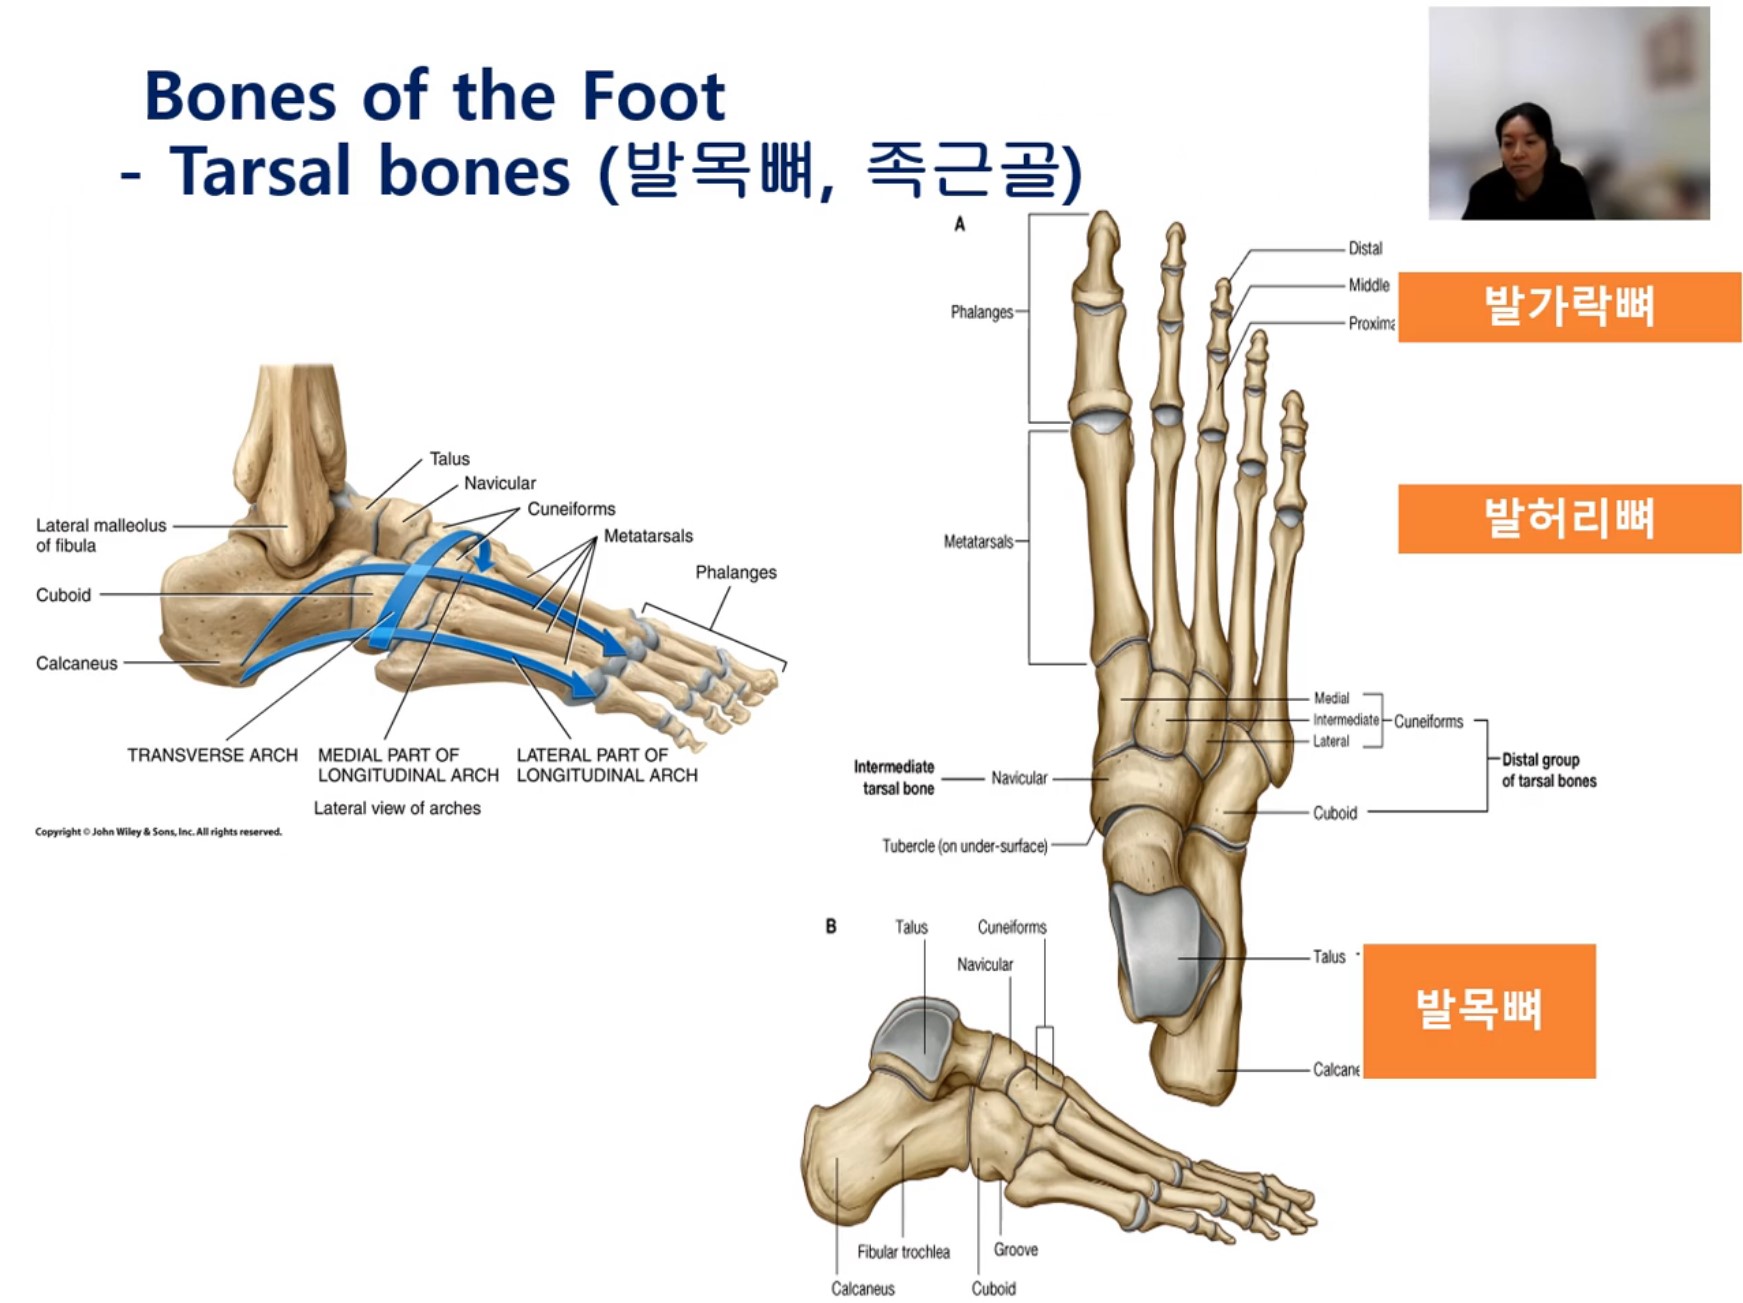 Bones of the Foot
- Tarsal bones (발목뼈, 족근골)
Talus
Navicular
Cuneiforms
Metatarsals
Phalanges
Lateral malleolus
of fibula
Cuboid
Calcaneus
TRANSVERSE ARCH
MEDIAL PART OF
LONGITUDINAL ARCH
LATERAL PART OF
LONGITUDINAL ARCH
Lateral view of arches
Copyright © John Wiley & Sons, Inc. All rights reserved.
A
Phalanges
Distal
Middle
Proxima
발가락뼈
Metatarsals
발허리뼈
Medial
Intermediate
Lateral
Cuneiforms
Distal group
of tarsal bones
Intermediate
tarsal bone
Navicular
Cuboid
Tubercle (on under-surface)
Talus
발목뼈
Calcane
B
Talus
Cuneiforms
Navicular
Fibular trochlea
Groove
Calcaneus
Cuboid